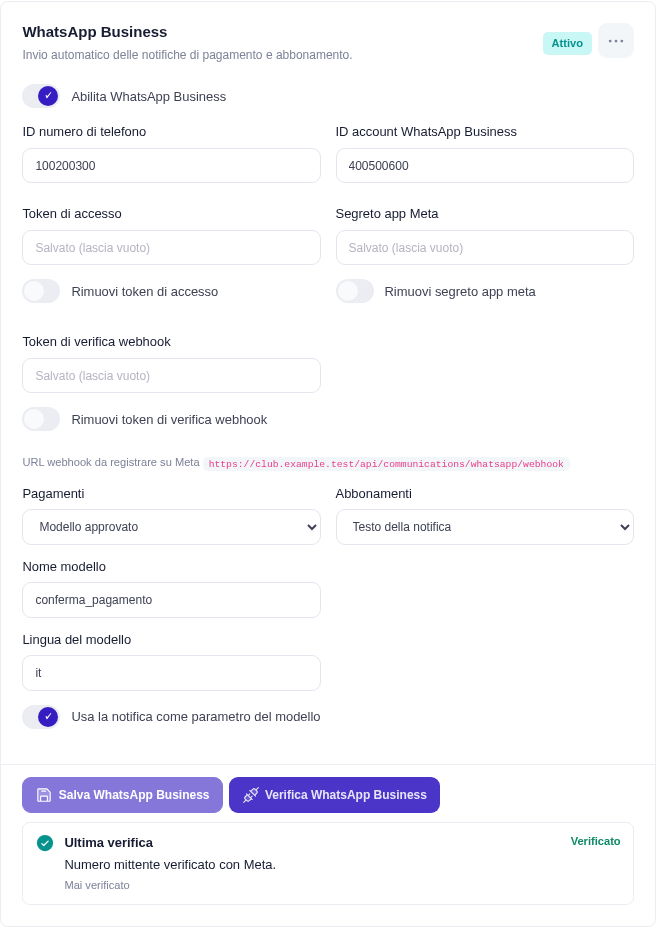 WhatsApp Business
Invio automatico delle notifiche di pagamento e abbonamento.
Attivo
Abilita WhatsApp Business
ID numero di telefono
ID account WhatsApp Business
100200300
400500600
Token di accesso
Segreto app Meta
Salvato (lascia vuoto)
Salvato (lascia vuoto)
Rimuovi token di accesso
Rimuovi segreto app meta
Token di verifica webhook
Salvato (lascia vuoto)
Rimuovi token di verifica webhook
URL webhook da registrare su Meta https://club.example.test/api/communications/whatsapp/webhook
Pagamenti
Abbonamenti
Modello approvato
Testo della notifica
Nome modello
conferma_pagamento
Lingua del modello
it
Usa la notifica come parametro del modello
Salva WhatsApp Business
Verifica WhatsApp Business
Ultima verifica
Verificato
Numero mittente verificato con Meta.
Mai verificato